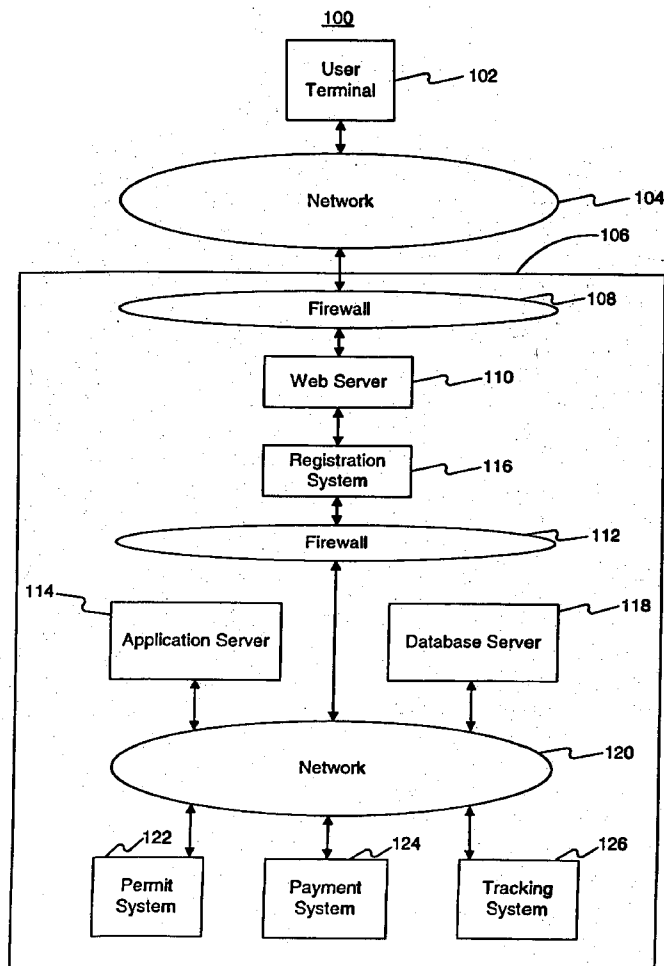 100
User
Terminal
102
Network
104
106
Firewall
108
Web Server
110
Registration
System
116
Firewall
112
114
Application Server
118
Database Server
Network
120
122
Permit
System
124
Payment
System
126
Tracking
System